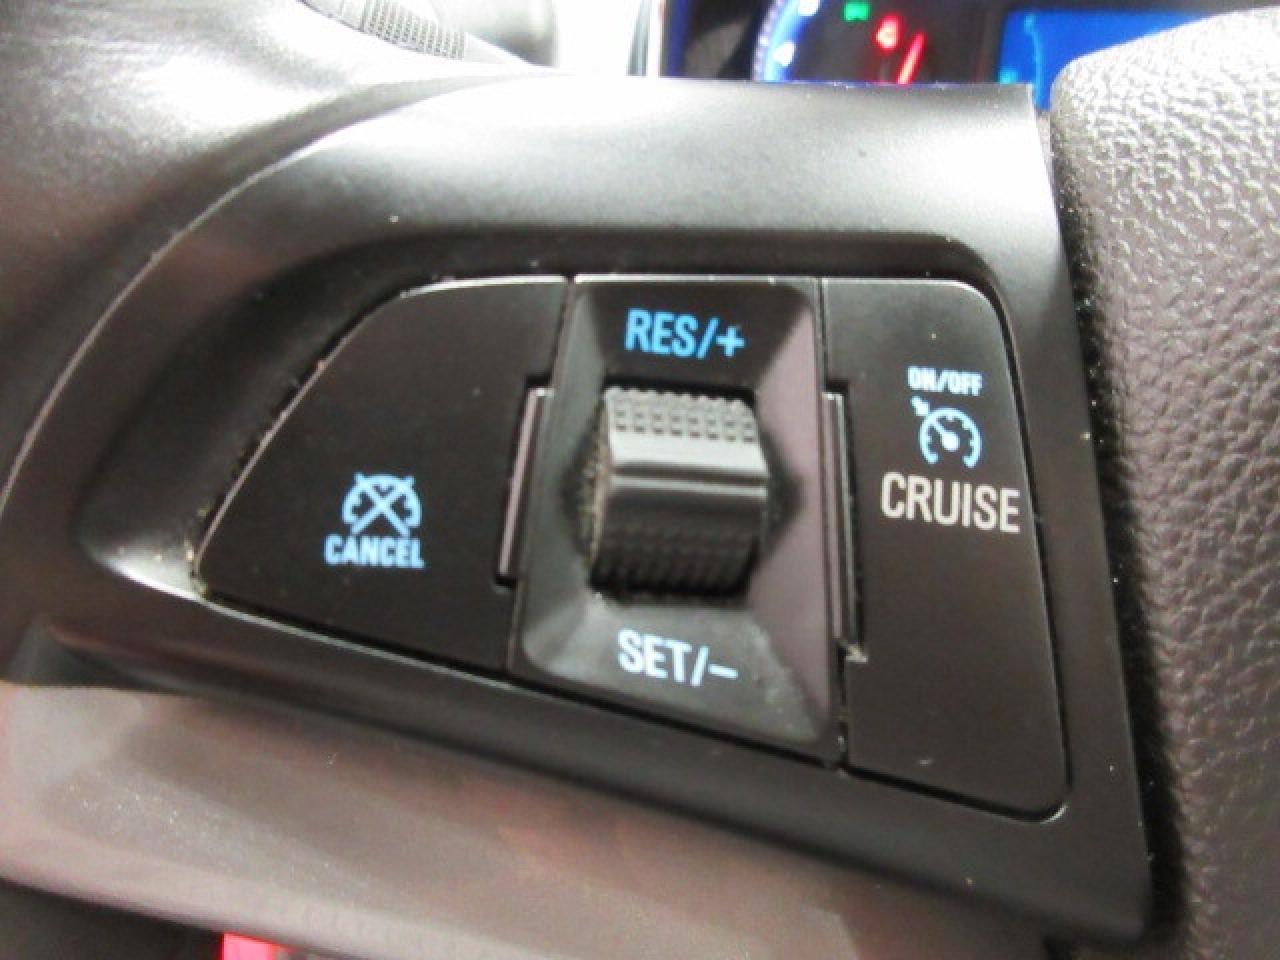 RES/+
ON/OFF
CRUISE
CANCEL
SET/-